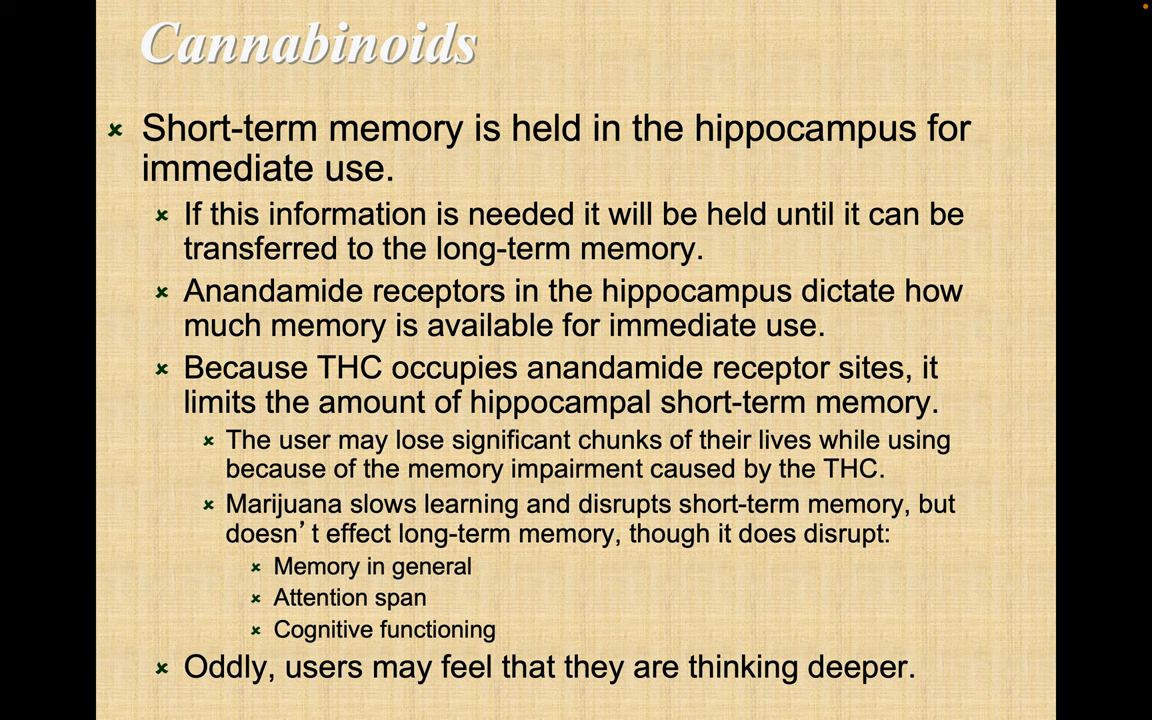 Cannabinoids
Short-term memory is held in the hippocampus for
immediate use.
If this information is needed it will be held until it can be
transferred to the long-term memory.
Anandamide receptors in the hippocampus dictate how
much memory is available for immediate use.
Because THC occupies anandamide receptor sites, it
limits the amount of hippocampal short-term memory.
The user may lose significant chunks of their lives while using
because of the memory impairment caused by the THC.
Marijuana slows learning and disrupts short-term memory, but
doesn’t effect long-term memory, though it does disrupt:
Memory in general
Attention span
Cognitive functioning
Oddly, users may feel that they are thinking deeper.